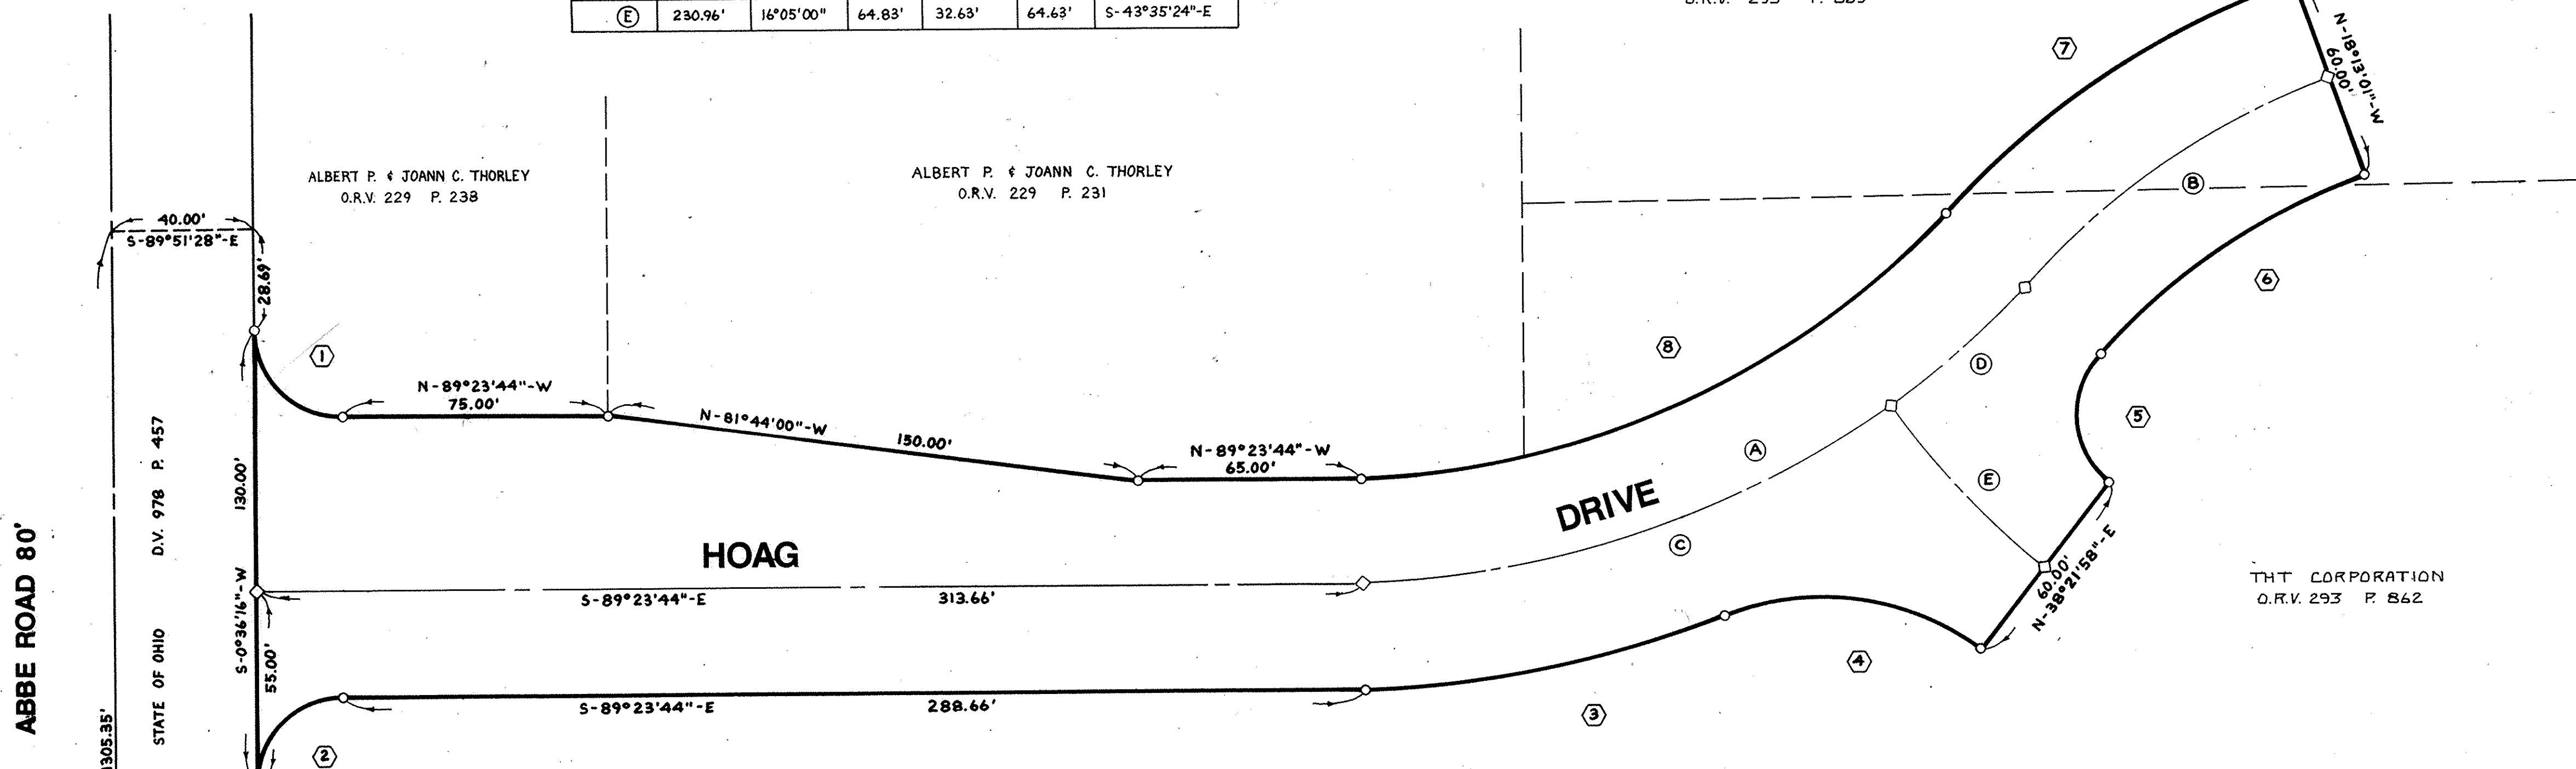 E 230.96' 16°05'00" 64.83' 32.63' 64.63' S-43°35'24"-E
7
N-18°13'01"-W
60.00'
B
ALBERT P. & JOANN C. THORLEY
O.R.V. 229 P. 238
ALBERT P. & JOANN C. THORLEY
O.R.V. 229 P. 231
40.00'
S-89°51'28"-E
28.69'
6
1
8
D
N-89°23'44"-W
75.00'
N-81°44'00"-W 150.00'
N-89°23'44"-W
65.00'
5
A
E
130.00'
STATE OF OHIO D.V. 978 P. 457
ABBE ROAD 80'
HOAG DRIVE
C
S-89°23'44"-E 313.66'
S-0°36'16"-W
55.00'
60.00'
N-38°21'58"-E
THT CORPORATION
O.R.V. 293 P. 862
4
S-89°23'44"-E 288.66'
3
2
1305.35'